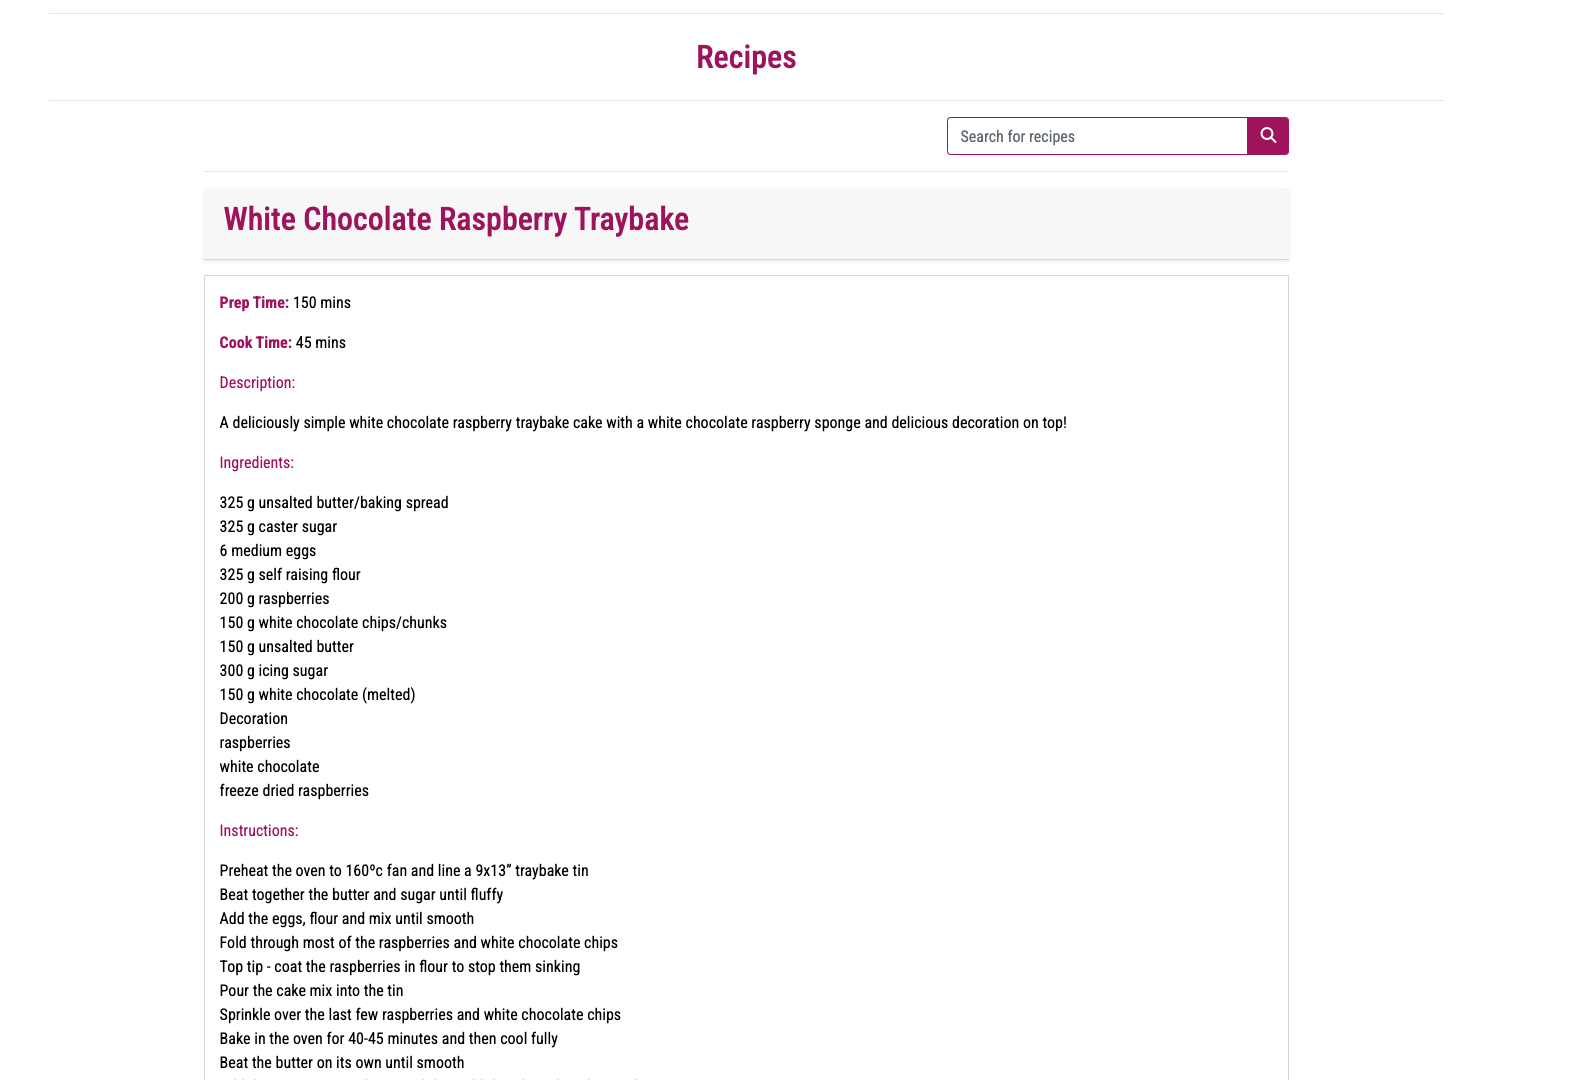 Recipes
Search for recipes
White Chocolate Raspberry Traybake
Prep Time: 150 mins
Cook Time: 45 mins
Description:
A deliciously simple white chocolate raspberry traybake cake with a white chocolate raspberry sponge and delicious decoration on top!
Ingredients:
325 g unsalted butter/baking spread
325 g caster sugar
6 medium eggs
325 g self raising flour
200 g raspberries
150 g white chocolate chips/chunks
150 g unsalted butter
300 g icing sugar
150 g white chocolate (melted)
Decoration
raspberries
white chocolate
freeze dried raspberries
Instructions:
Preheat the oven to 160ºc fan and line a 9x13” traybake tin
Beat together the butter and sugar until fluffy
Add the eggs, flour and mix until smooth
Fold through most of the raspberries and white chocolate chips
Top tip - coat the raspberries in flour to stop them sinking
Pour the cake mix into the tin
Sprinkle over the last few raspberries and white chocolate chips
Bake in the oven for 40-45 minutes and then cool fully
Beat the butter on its own until smooth